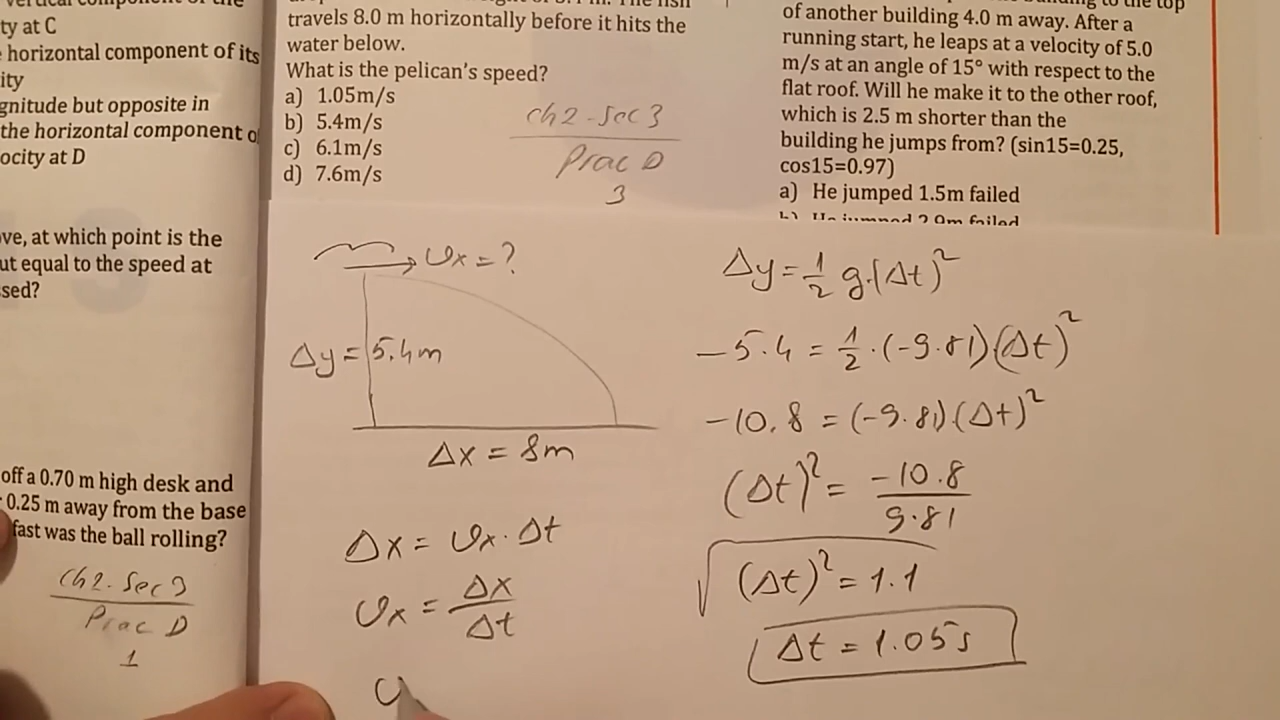 ty at C
horizontal component of its
ity
gnitude but opposite in
the horizontal component o
ocity at D
ve, at which point is the
ut equal to the speed at
sed?
off a 0.70 m high desk and
0.25 m away from the base
fast was the ball rolling?
Ch2. Sec3
Prac D
1
travels 8.0 m horizontally before it hits the
water below.
What is the pelican's speed?
a) 1.05m/s
b) 5.4m/s
c) 6.1m/s
d) 7.6m/s
Ch2-Sec3
Prac D
3
of another building 4.0 m away. After a
running start, he leaps at a velocity of 5.0
m/s at an angle of 15° with respect to the
flat roof. Will he make it to the other roof,
which is 2.5 m shorter than the
building he jumps from? (sin15=0.25,
cos15=0.97)
a) He jumped 1.5m failed
υx=?
Δy=5.4m
Δx = 8m
Δx = υx · Δt
υx = Δx/Δt
Δy=1/2 g.(Δt)²
-5.4 = 1/2 · (-9.81)(Δt)²
-10.8 = (-9.81).(Δt)²
(Δt)² = -10.8/9.81
√(Δt)² = 1.1
Δt = 1.05s